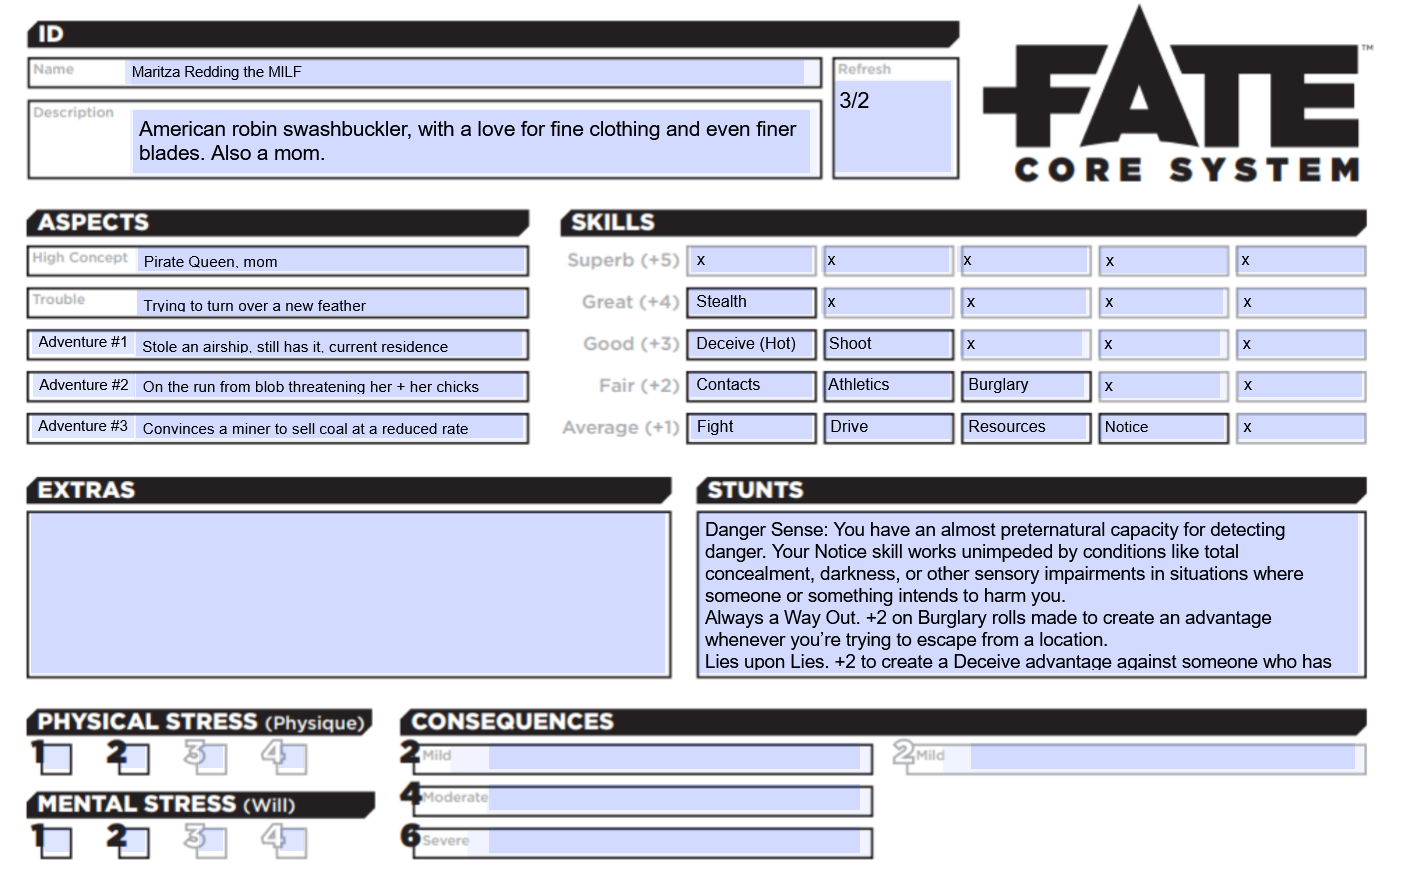 ID
Name
Maritza Redding the MILF
Refresh
3/2
Description
American robin swashbuckler, with a love for fine clothing and even finer
blades. Also a mom.
FATE™
CORE SYSTEM
ASPECTS
High Concept
Pirate Queen, mom
Trouble
Trying to turn over a new feather
Adventure #1
Stole an airship, still has it, current residence
Adventure #2
On the run from blob threatening her + her chicks
Adventure #3
Convinces a miner to sell coal at a reduced rate
SKILLS
Superb (+5) x x x x x
Great (+4) Stealth x x x x
Good (+3) Deceive (Hot) Shoot x x x
Fair (+2) Contacts Athletics Burglary x x
Average (+1) Fight Drive Resources Notice x
EXTRAS
STUNTS
Danger Sense: You have an almost preternatural capacity for detecting
danger. Your Notice skill works unimpeded by conditions like total
concealment, darkness, or other sensory impairments in situations where
someone or something intends to harm you.
Always a Way Out. +2 on Burglary rolls made to create an advantage
whenever you’re trying to escape from a location.
Lies upon Lies. +2 to create a Deceive advantage against someone who has
PHYSICAL STRESS (Physique)
1 2 3 4
MENTAL STRESS (Will)
1 2 3 4
CONSEQUENCES
2 Mild
2 Mild
4 Moderate
6 Severe